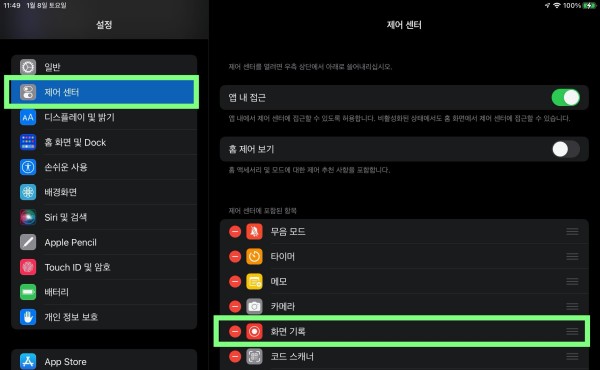 11:49 1월 8일 토요일
100%
설정
제어 센터
일반
제어 센터
디스플레이 및 밝기
AA
홈 화면 및 Dock
손쉬운 사용
배경화면
Siri 및 검색
Apple Pencil
Touch ID 및 암호
배터리
개인 정보 보호
App Store
제어 센터를 열려면 우측 상단에서 아래로 쓸어내리십시오.
앱 내 접근
앱 내에서 제어 센터에 접근할 수 있도록 허용합니다. 비활성화된 상태에서도 홈 화면에서 제어 센터에 접근할 수 있습니다.
홈 제어 보기
홈 액세서리 및 모드에 대한 제어 추천 사항을 포함합니다.
제어 센터에 포함된 항목
무음 모드
타이머
메모
카메라
화면 기록
코드 스캐너